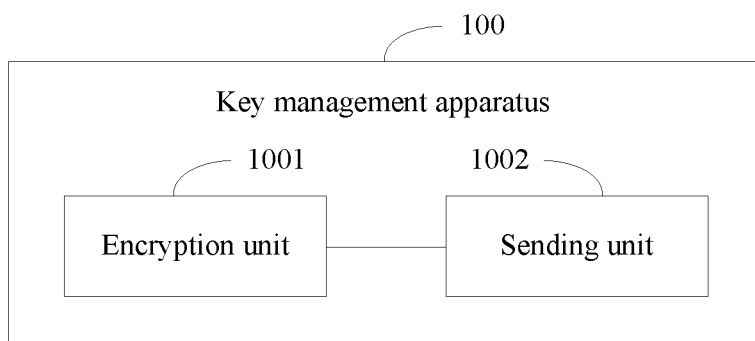 100
Key management apparatus
1001
1002
Encryption unit
Sending unit